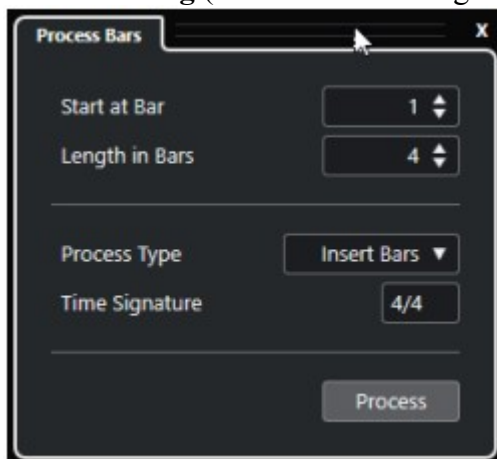 g (
g
Process Bars x
Start at Bar 1
Length in Bars 4
Process Type Insert Bars ▼
Time Signature 4/4
Process